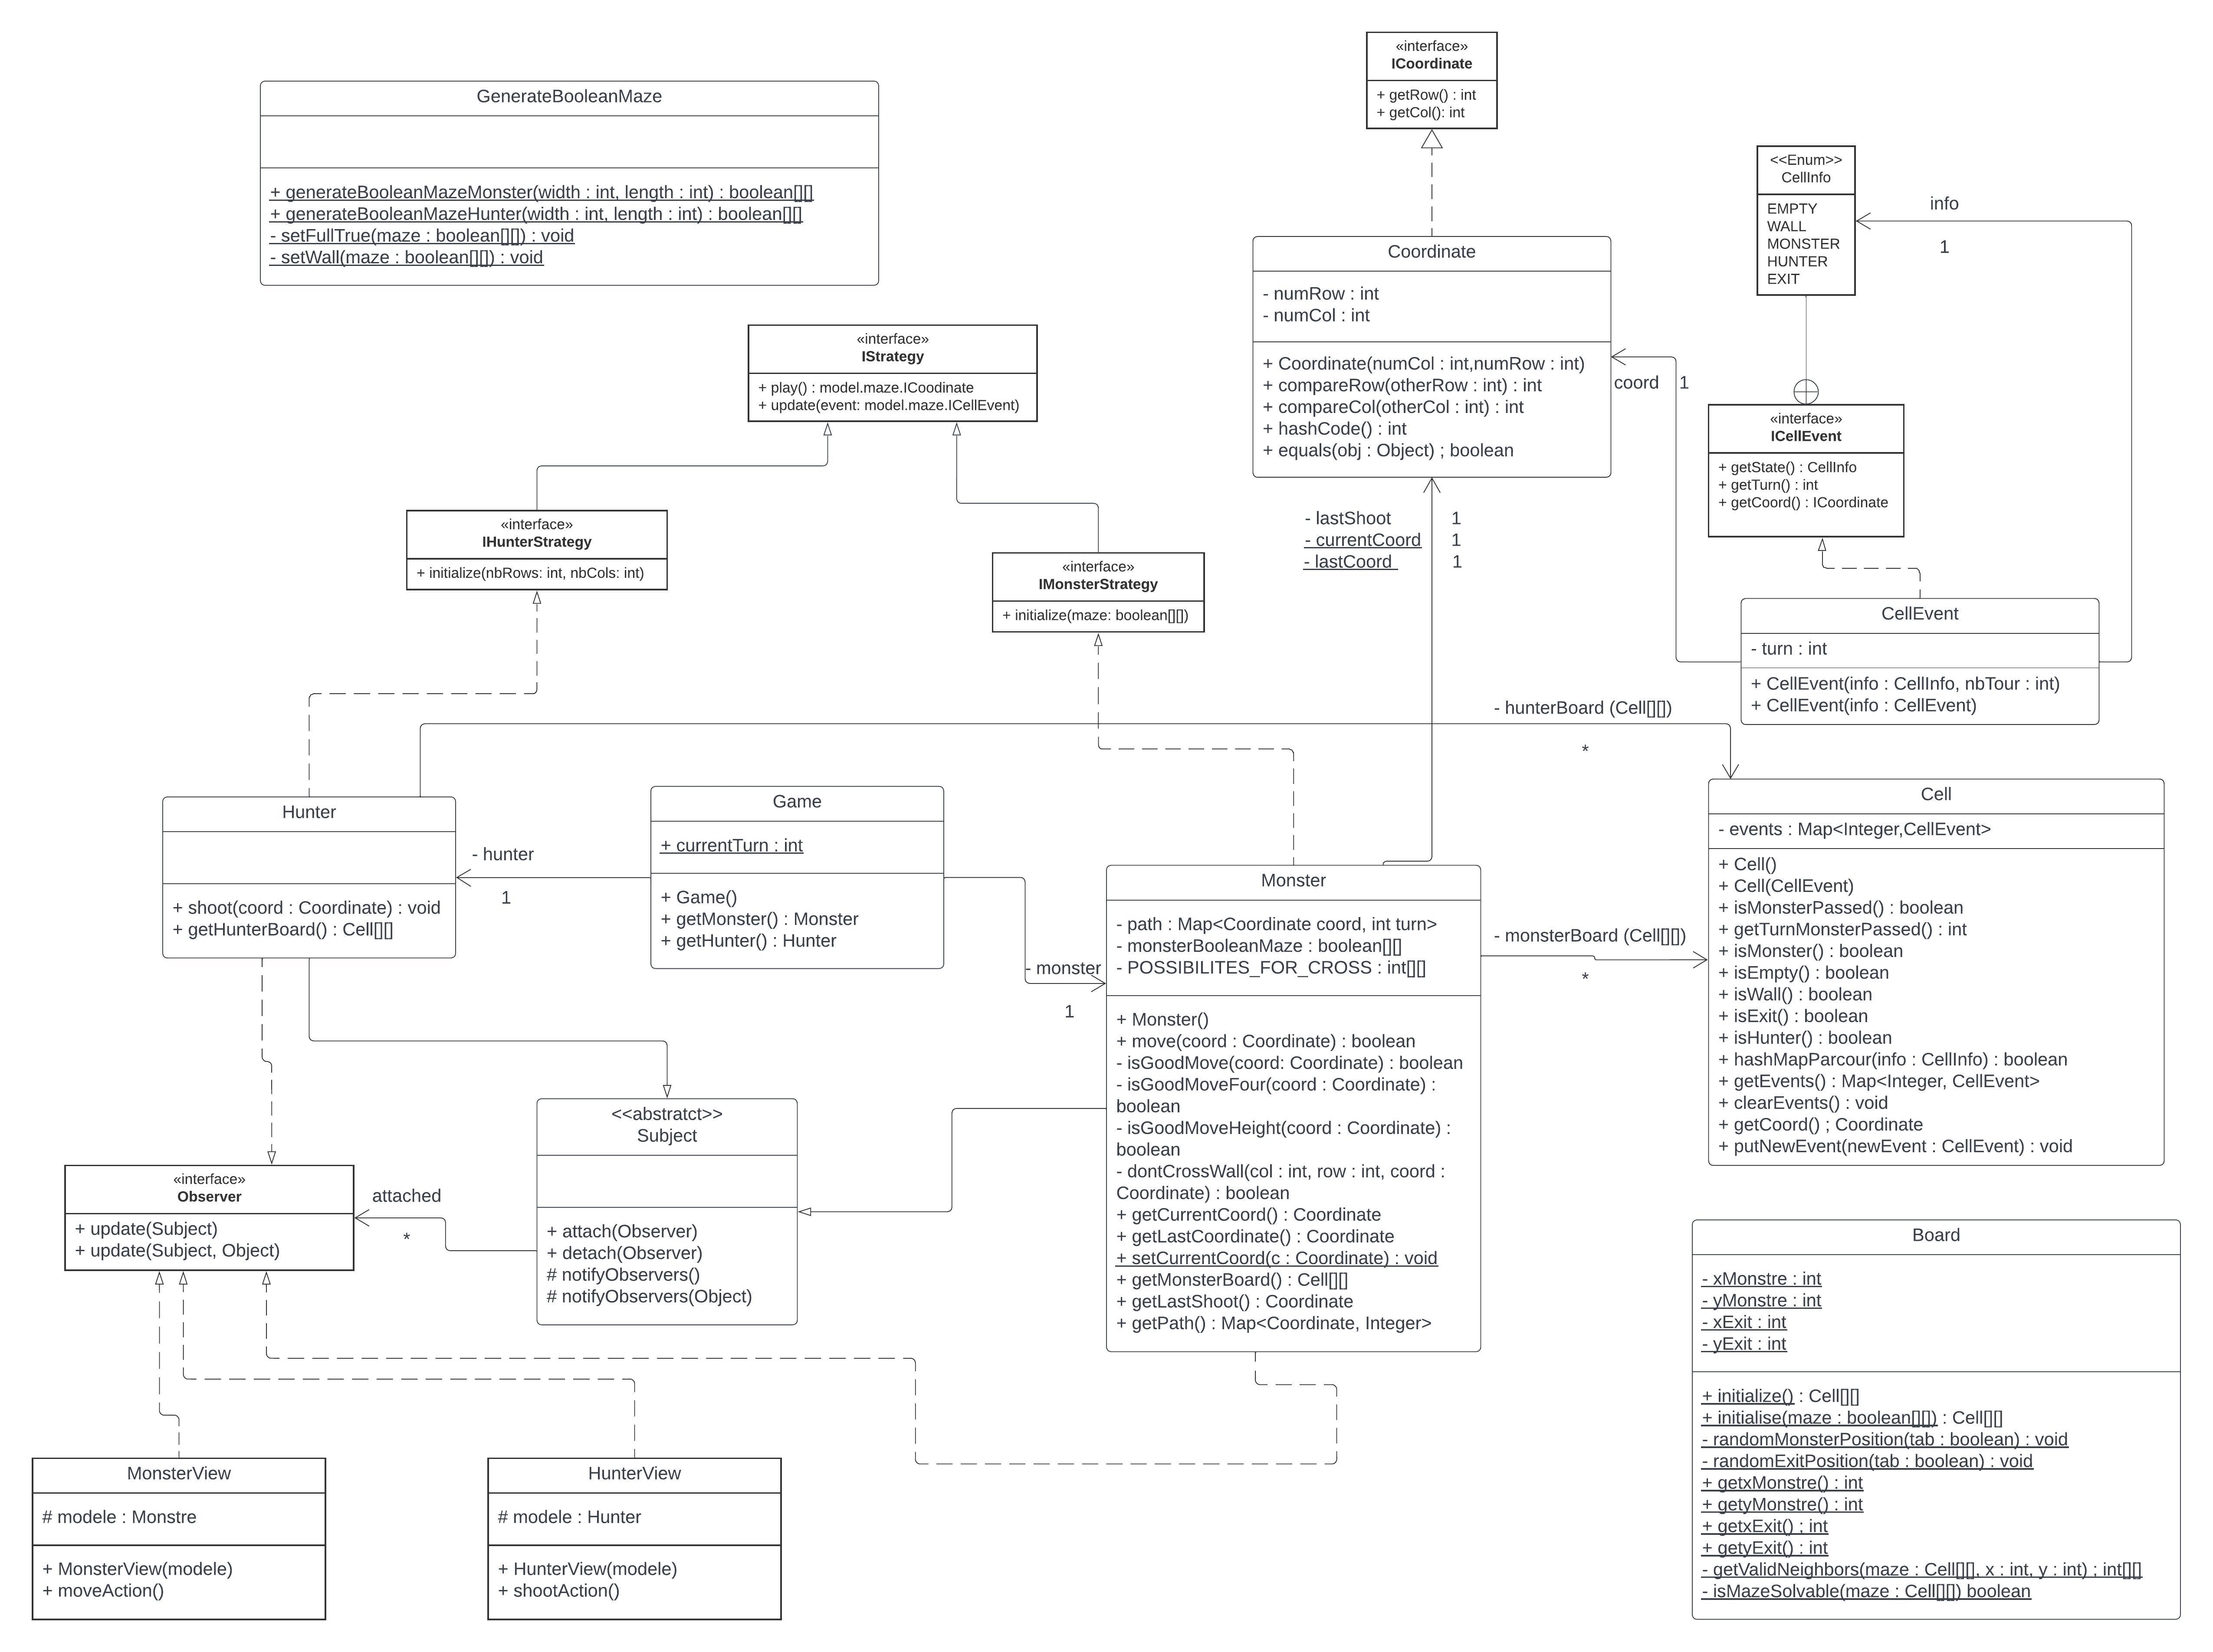 «interface»
ICoordinate
+ getRow() : int
+ getCol(): int
GenerateBooleanMaze
+ generateBooleanMazeMonster(width : int, length : int) : boolean[][]
+ generateBooleanMazeHunter(width : int, length : int) : boolean[][]
- setFullTrue(maze : boolean[][]) : void
- setWall(maze : boolean[][]) : void
<<Enum>>
CellInfo
EMPTY
WALL
MONSTER
HUNTER
EXIT
info
1
Coordinate
- numRow : int
- numCol : int
+ Coordinate(numCol : int,numRow : int)
+ compareRow(otherRow : int) : int
+ compareCol(otherCol : int) : int
+ hashCode() : int
+ equals(obj : Object) ; boolean
coord
1
«interface»
IStrategy
+ play() : model.maze.ICoodinate
+ update(event: model.maze.ICellEvent)
«interface»
ICellEvent
+ getState() : CellInfo
+ getTurn() : int
+ getCoord() : ICoordinate
«interface»
IHunterStrategy
+ initialize(nbRows: int, nbCols: int)
«interface»
IMonsterStrategy
+ initialize(maze: boolean[][])
- lastShoot 1
- currentCoord 1
- lastCoord 1
CellEvent
- turn : int
+ CellEvent(info : CellInfo, nbTour : int)
+ CellEvent(info : CellEvent)
- hunterBoard (Cell[][])
*
Hunter
+ shoot(coord : Coordinate) : void
+ getHunterBoard() : Cell[][]
- hunter
1
Game
+ currentTurn : int
+ Game()
+ getMonster() : Monster
+ getHunter() : Hunter
- monster
1
Monster
- path : Map<Coordinate coord, int turn>
- monsterBooleanMaze : boolean[][]
- POSSIBILITES_FOR_CROSS : int[][]
+ Monster()
+ move(coord : Coordinate) : boolean
- isGoodMove(coord: Coordinate) : boolean
- isGoodMoveFour(coord : Coordinate) :
boolean
- isGoodMoveHeight(coord : Coordinate) :
boolean
- dontCrossWall(col : int, row : int, coord :
Coordinate) : boolean
+ getCurrentCoord() : Coordinate
+ getLastCoordinate() : Coordinate
+ setCurrentCoord(c : Coordinate) : void
+ getMonsterBoard() : Cell[][]
+ getLastShoot() : Coordinate
+ getPath() : Map<Coordinate, Integer>
- monsterBoard (Cell[][])
*
Cell
- events : Map<Integer,CellEvent>
+ Cell()
+ Cell(CellEvent)
+ isMonsterPassed() : boolean
+ getTurnMonsterPassed() : int
+ isMonster() : boolean
+ isEmpty() : boolean
+ isWall() : boolean
+ isExit() : boolean
+ isHunter() : boolean
+ hashMapParcour(info : CellInfo) : boolean
+ getEvents() : Map<Integer, CellEvent>
+ clearEvents() : void
+ getCoord() ; Coordinate
+ putNewEvent(newEvent : CellEvent) : void
<<abstratct>>
Subject
+ attach(Observer)
+ detach(Observer)
# notifyObservers()
# notifyObservers(Object)
«interface»
Observer
+ update(Subject)
+ update(Subject, Object)
attached
*
Board
- xMonstre : int
- yMonstre : int
- xExit : int
- yExit : int
+ initialize() : Cell[][]
+ initialise(maze : boolean[][]) : Cell[][]
- randomMonsterPosition(tab : boolean) : void
- randomExitPosition(tab : boolean) : void
+ getxMonstre() : int
+ getyMonstre() : int
+ getxExit() ; int
+ getyExit() : int
- getValidNeighbors(maze : Cell[][], x : int, y : int) ; int[][]
- isMazeSolvable(maze : Cell[][]) boolean
MonsterView
# modele : Monstre
+ MonsterView(modele)
+ moveAction()
HunterView
# modele : Hunter
+ HunterView(modele)
+ shootAction()